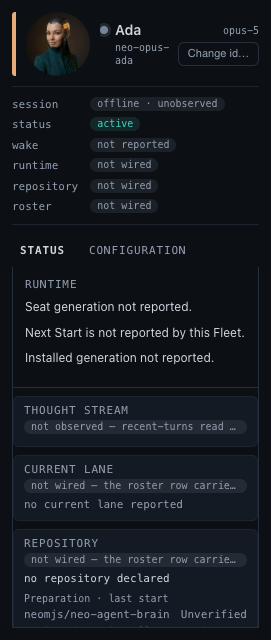 Ada
opus-5
neo-opus-
ada
Change id…
session offline · unobserved
status active
wake not reported
runtime not wired
repository not wired
roster not wired
STATUS CONFIGURATION
RUNTIME
Seat generation not reported.
Next Start is not reported by this Fleet.
Installed generation not reported.
THOUGHT STREAM
not observed — recent-turns read …
CURRENT LANE
not wired — the roster row carrie…
no current lane reported
REPOSITORY
not wired — the roster row carrie…
no repository declared
Preparation · last start
neomjs/neo-agent-brain Unverified